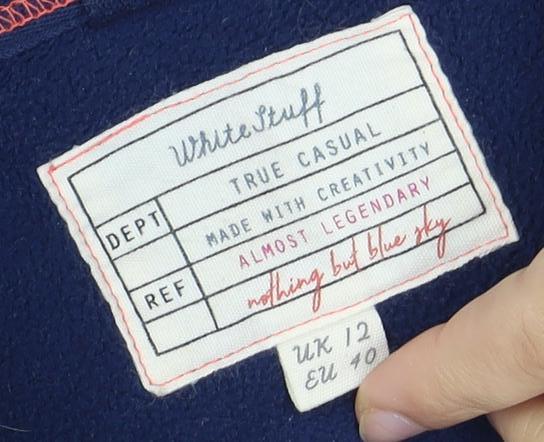 White Stuff
DEPT TRUE CASUAL
MADE WITH CREATIVITY
REF ALMOST LEGENDARY
nothing but blue sky
UK 12
EU 40